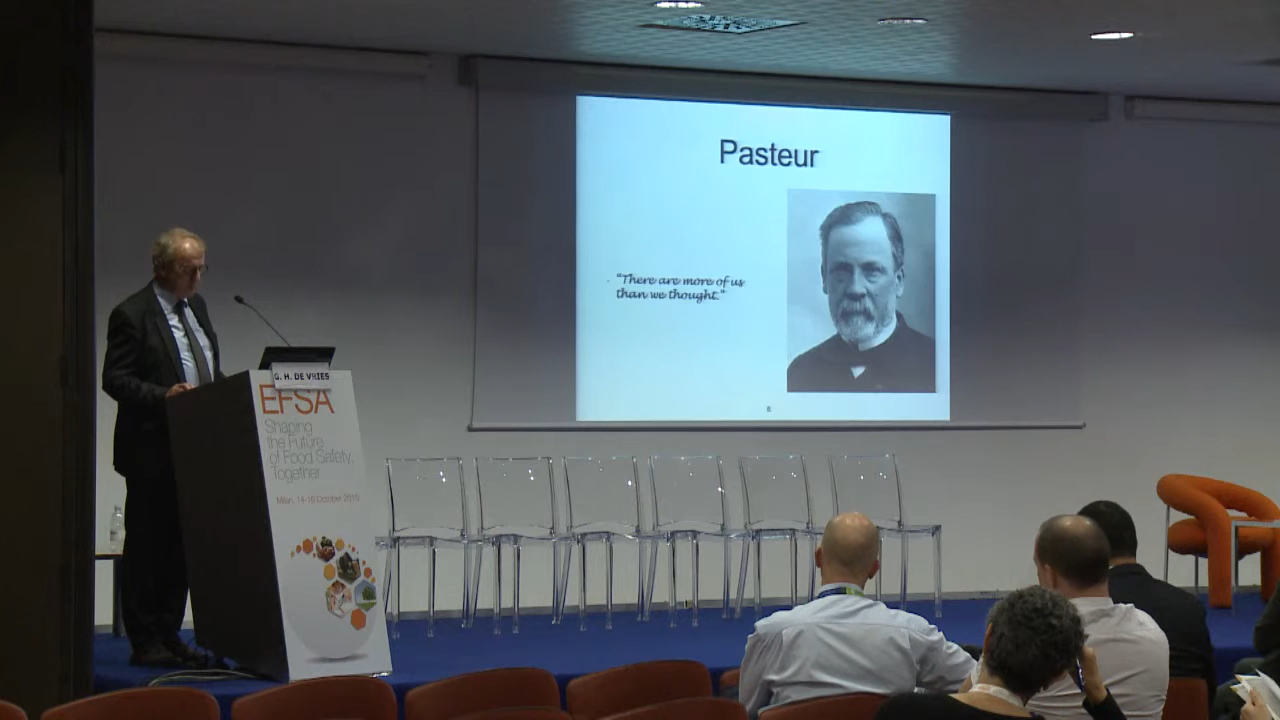 Pasteur
"There are more of us
than we thought."
G. H. DE VRIES
EFSA
Shaping
the Future
of Food Safety,
Together
Milan, 14-16 October 2015